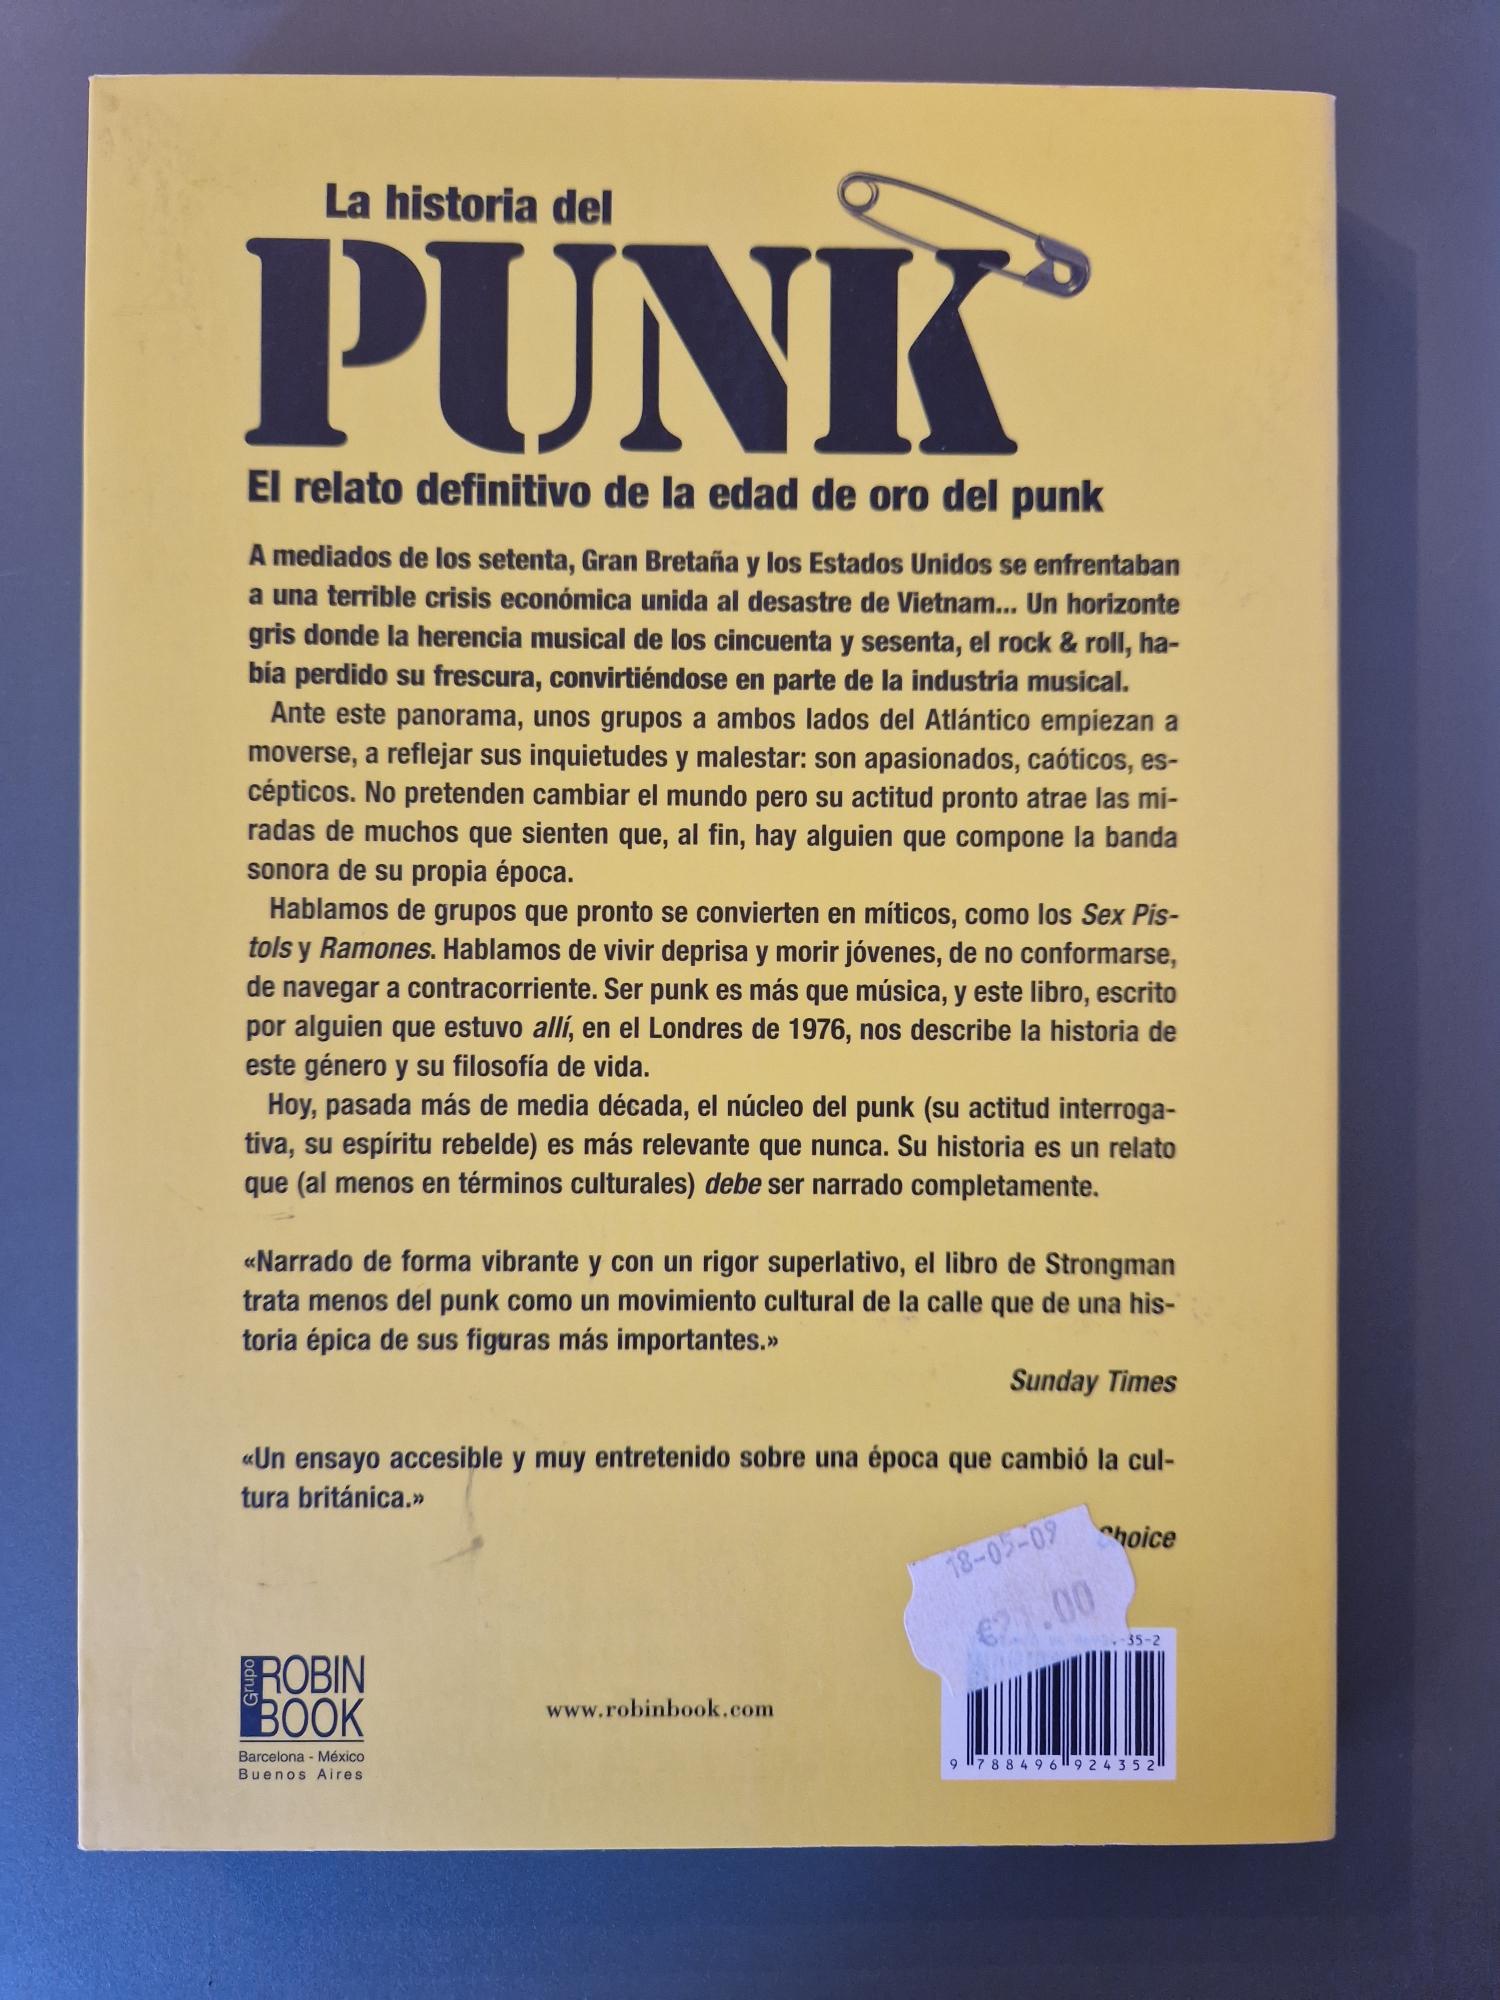 La historia del
PUNK
El relato definitivo de la edad de oro del punk
A mediados de los setenta, Gran Bretaña y los Estados Unidos se enfrentaban
a una terrible crisis económica unida al desastre de Vietnam... Un horizonte
gris donde la herencia musical de los cincuenta y sesenta, el rock & roll, ha-
bía perdido su frescura, convirtiéndose en parte de la industria musical.
Ante este panorama, unos grupos a ambos lados del Atlántico empiezan a
moverse, a reflejar sus inquietudes y malestar: son apasionados, caóticos, es-
cépticos. No pretenden cambiar el mundo pero su actitud pronto atrae las mi-
radas de muchos que sienten que, al fin, hay alguien que compone la banda
sonora de su propia época.
Hablamos de grupos que pronto se convierten en míticos, como los Sex Pis-
tols y Ramones. Hablamos de vivir deprisa y morir jóvenes, de no conformarse,
de navegar a contracorriente. Ser punk es más que música, y este libro, escrito
por alguien que estuvo allí, en el Londres de 1976, nos describe la historia de
este género y su filosofía de vida.
Hoy, pasada más de media década, el núcleo del punk (su actitud interroga-
tiva, su espíritu rebelde) es más relevante que nunca. Su historia es un relato
que (al menos en términos culturales) debe ser narrado completamente.
«Narrado de forma vibrante y con un rigor superlativo, el libro de Strongman
trata menos del punk como un movimiento cultural de la calle que de una his-
toria épica de sus figuras más importantes.»
Sunday Times
«Un ensayo accesible y muy entretenido sobre una época que cambió la cul-
tura británica.»
Choice
18-05-09
€21.00
-35-2
9 788496 924352
Grupo
ROBIN
BOOK
Barcelona - México
Buenos Aires
www.robinbook.com